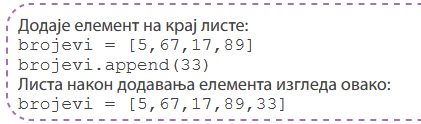 Додаје елемент на крај листе:
brojevi = [5,67,17,89]
brojevi.append(33)
Листа након додавања елемента изгледа овако:
brojevi = [5,67,17,89,33]